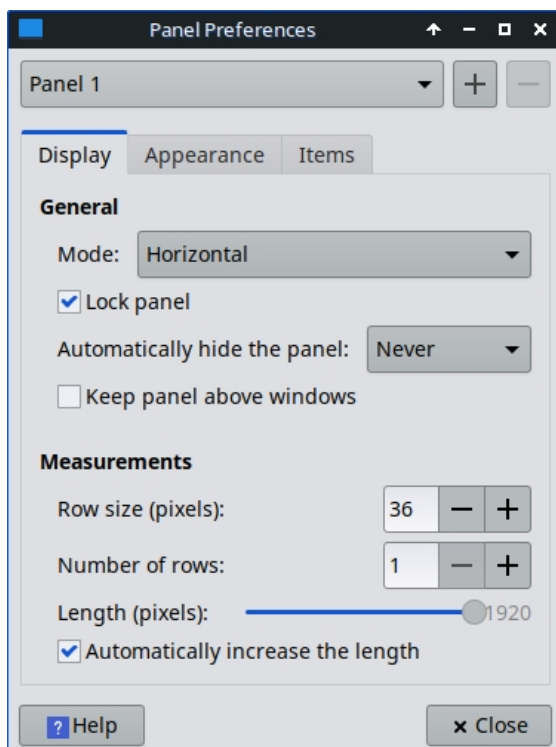 Panel Preferences
Panel 1
Display Appearance Items
General
Mode: Horizontal
Lock panel
Automatically hide the panel: Never
Keep panel above windows
Measurements
Row size (pixels): 36
Number of rows: 1
Length (pixels): 1920
Automatically increase the length
? Help × Close